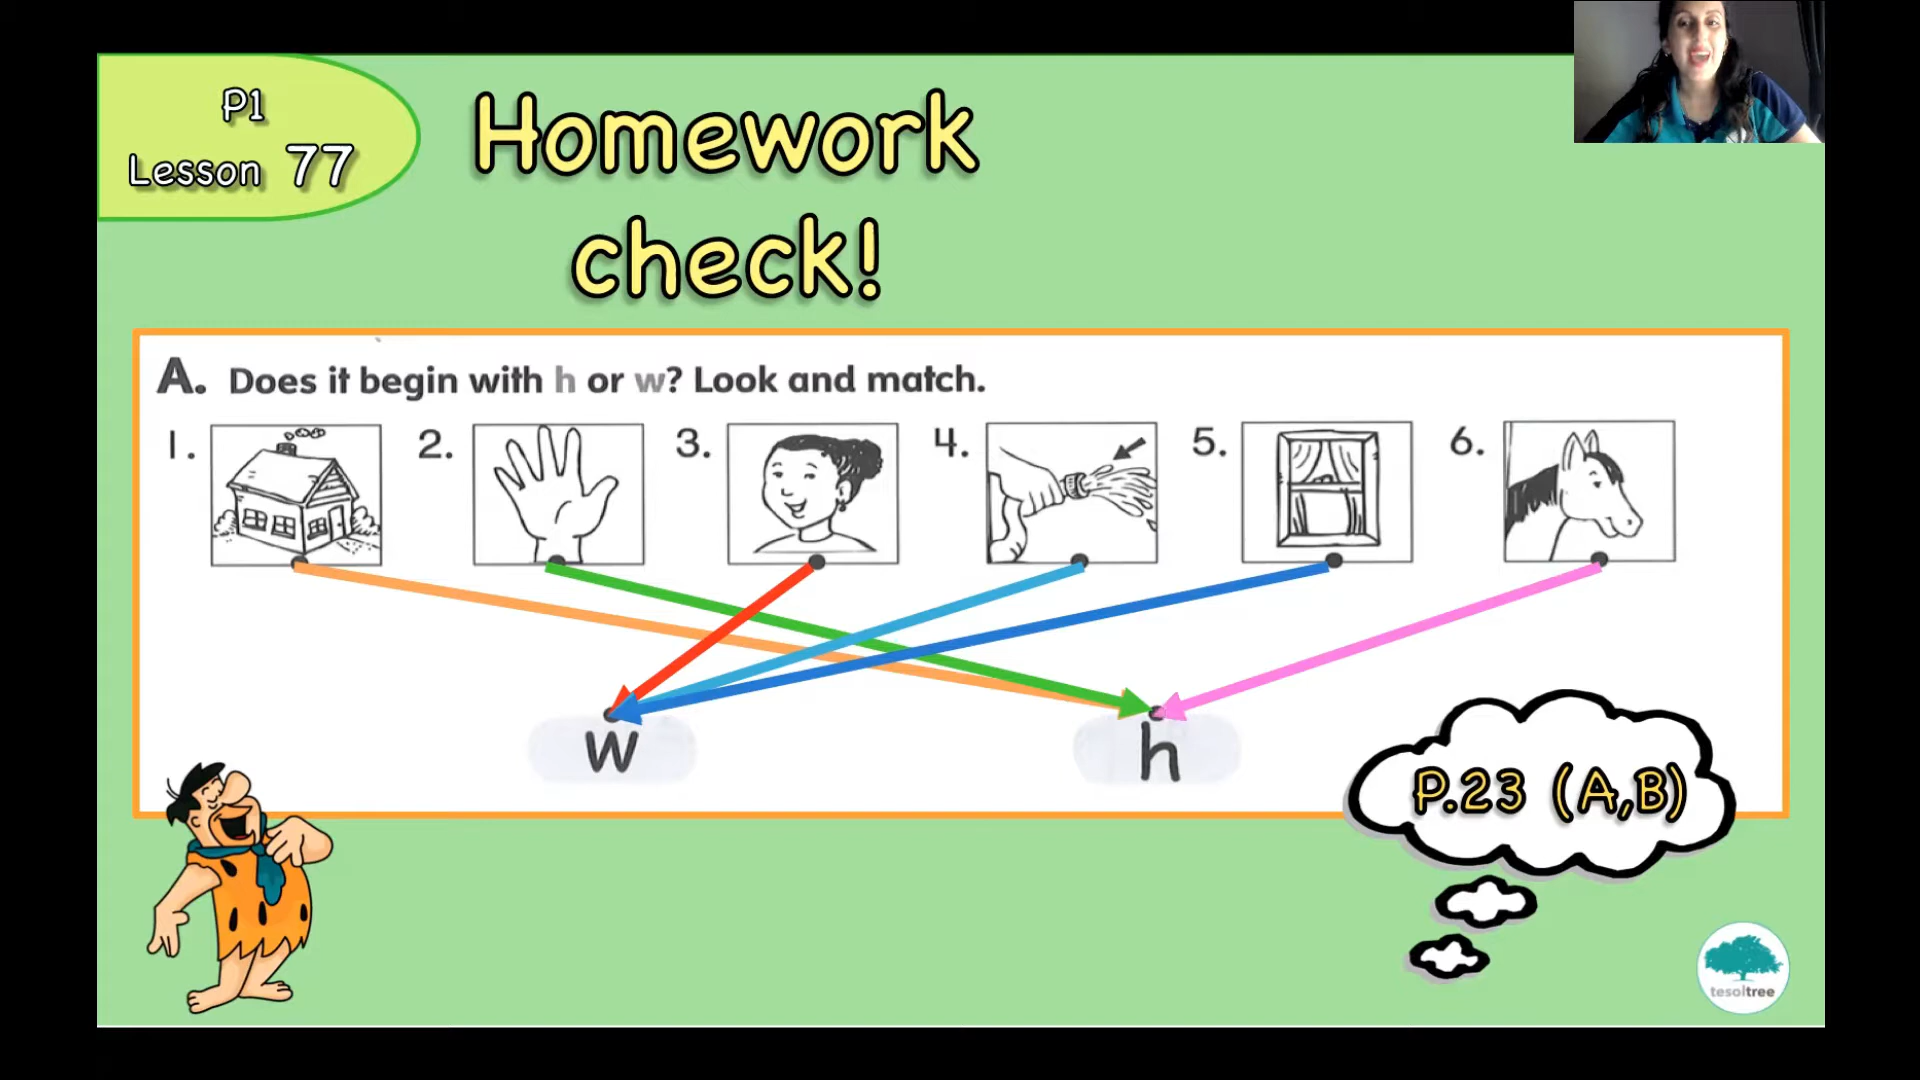 P1
Lesson 77
Homework
check!
A. Does it begin with h or w? Look and match.
1. 2. 3. 4. 5. 6.
w h
P.23 (A,B)
tesoltree